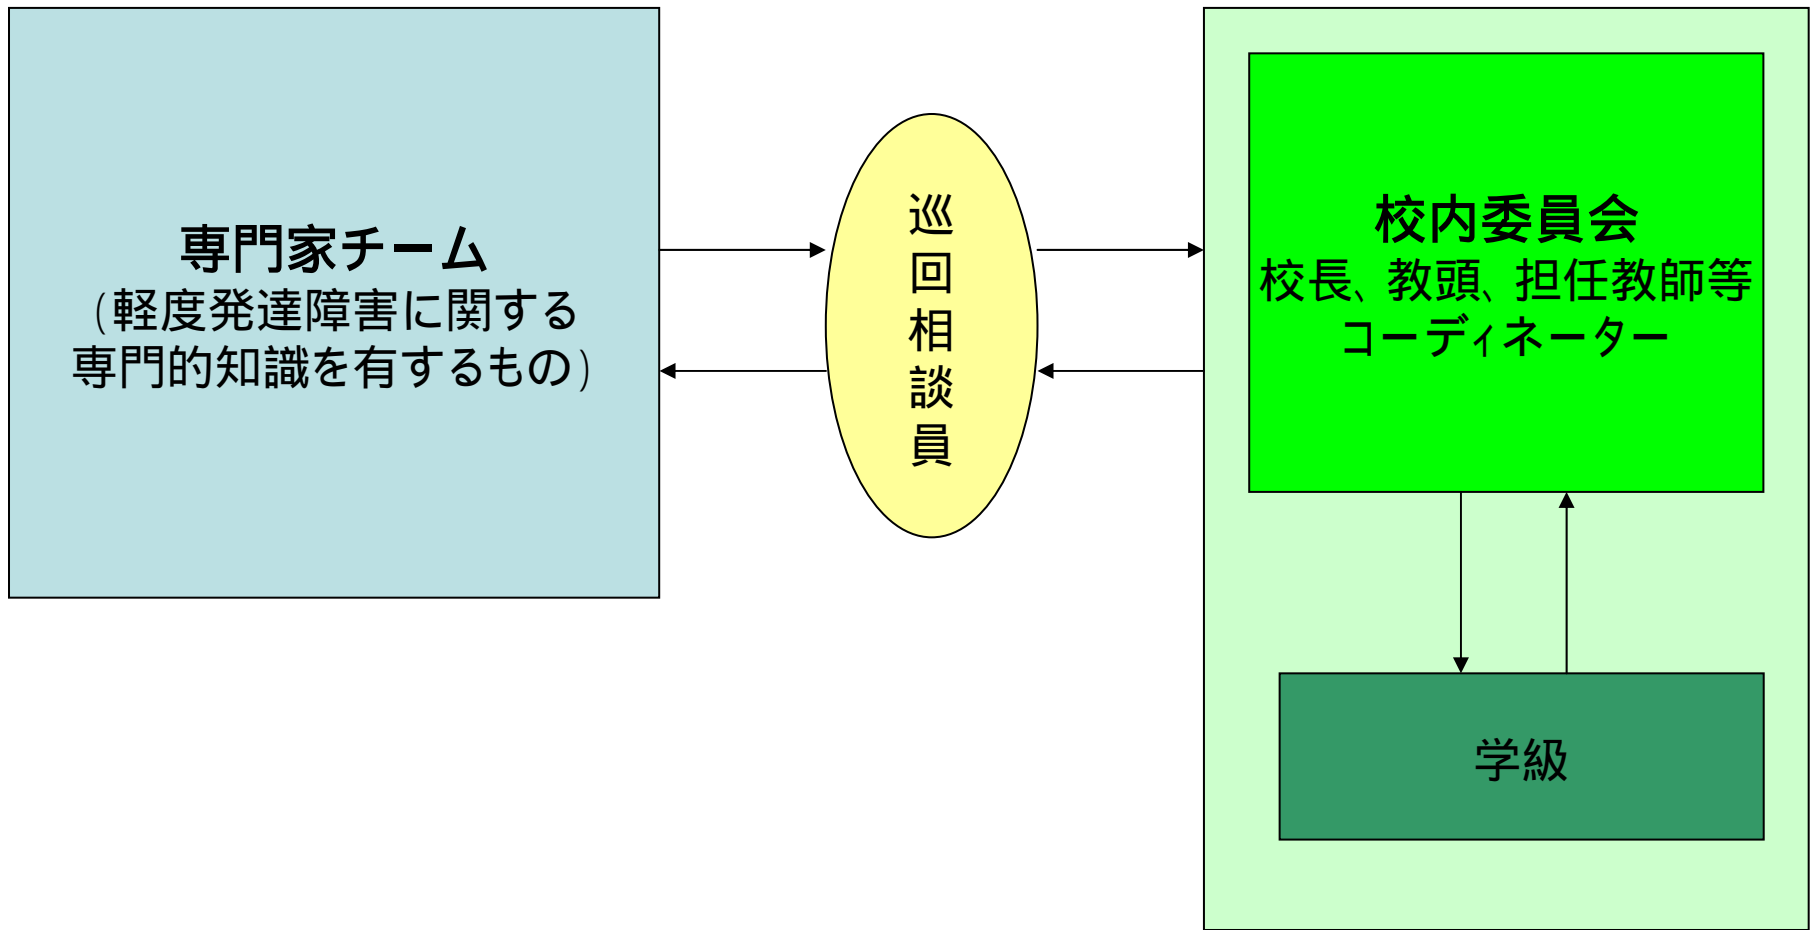 専門家チーム
(軽度発達障害に関する
専門的知識を有するもの)
巡
回
相
談
員
校内委員会
校長、教頭、担任教師等
コーディネーター
学級